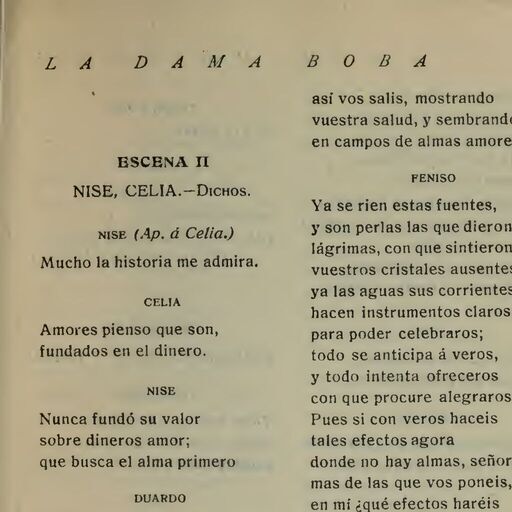 LA DAMA BOBA
ESCENA II
NISE, CELIA.—DICHOS.
NISE (Ap. á Celia.)
Mucho la historia me admira.
CELIA
Amores pienso que son,
fundados en el dinero.
NISE
Nunca fundó su valor
sobre dineros amor;
que busca el alma primero
DUARDO
así vos salis, mostrando
vuestra salud, y sembrando
en campos de almas amore
FENISO
Ya se rien estas fuentes,
y son perlas las que dieron
lágrimas, con que sintieron
vuestros cristales ausentes
ya las aguas sus corrientes
hacen instrumentos claros
para poder celebraros;
todo se anticipa á veros,
y todo intenta ofreceros
con que procure alegraros
Pues si con veros haceis
tales efectos agora
donde no hay almas, señor
mas de las que vos poneis,
en mí ¿qué efectos haréis